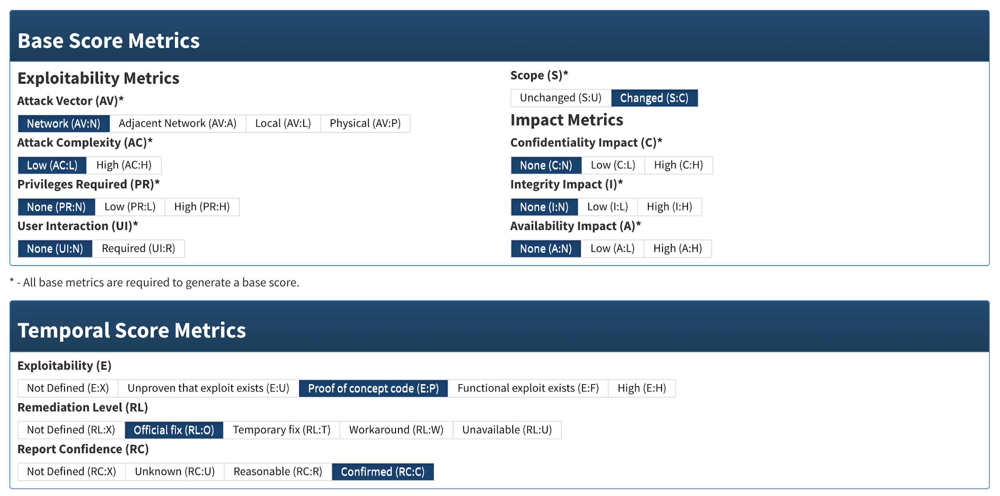 Base Score Metrics
Exploitability Metrics
Attack Vector (AV)*
Network (AV:N) Adjacent Network (AV:A) Local (AV:L) Physical (AV:P)
Attack Complexity (AC)*
Low (AC:L) High (AC:H)
Privileges Required (PR)*
None (PR:N) Low (PR:L) High (PR:H)
User Interaction (UI)*
None (UI:N) Required (UI:R)
Scope (S)*
Unchanged (S:U) Changed (S:C)
Impact Metrics
Confidentiality Impact (C)*
None (C:N) Low (C:L) High (C:H)
Integrity Impact (I)*
None (I:N) Low (I:L) High (I:H)
Availability Impact (A)*
None (A:N) Low (A:L) High (A:H)
* - All base metrics are required to generate a base score.
Temporal Score Metrics
Exploitability (E)
Not Defined (E:X) Unproven that exploit exists (E:U) Proof of concept code (E:P) Functional exploit exists (E:F) High (E:H)
Remediation Level (RL)
Not Defined (RL:X) Official fix (RL:O) Temporary fix (RL:T) Workaround (RL:W) Unavailable (RL:U)
Report Confidence (RC)
Not Defined (RC:X) Unknown (RC:U) Reasonable (RC:R) Confirmed (RC:C)